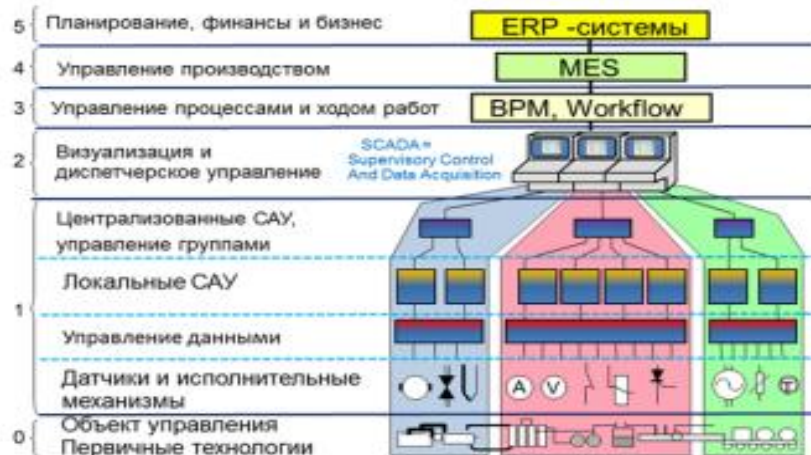 5 Планирование, финансы и бизнес
ERP -системы
4 Управление производством
MES
3 Управление процессами и ходом работ
BPM, Workflow
2 Визуализация и
диспетчерское управление
SCADA=
Supervisory Control
And Data Acquisition
Централизованные САУ,
управление группами
1 Локальные САУ
Управление данными
Датчики и исполнительные
механизмы
A V
T
0 Объект управления
Первичные технологии